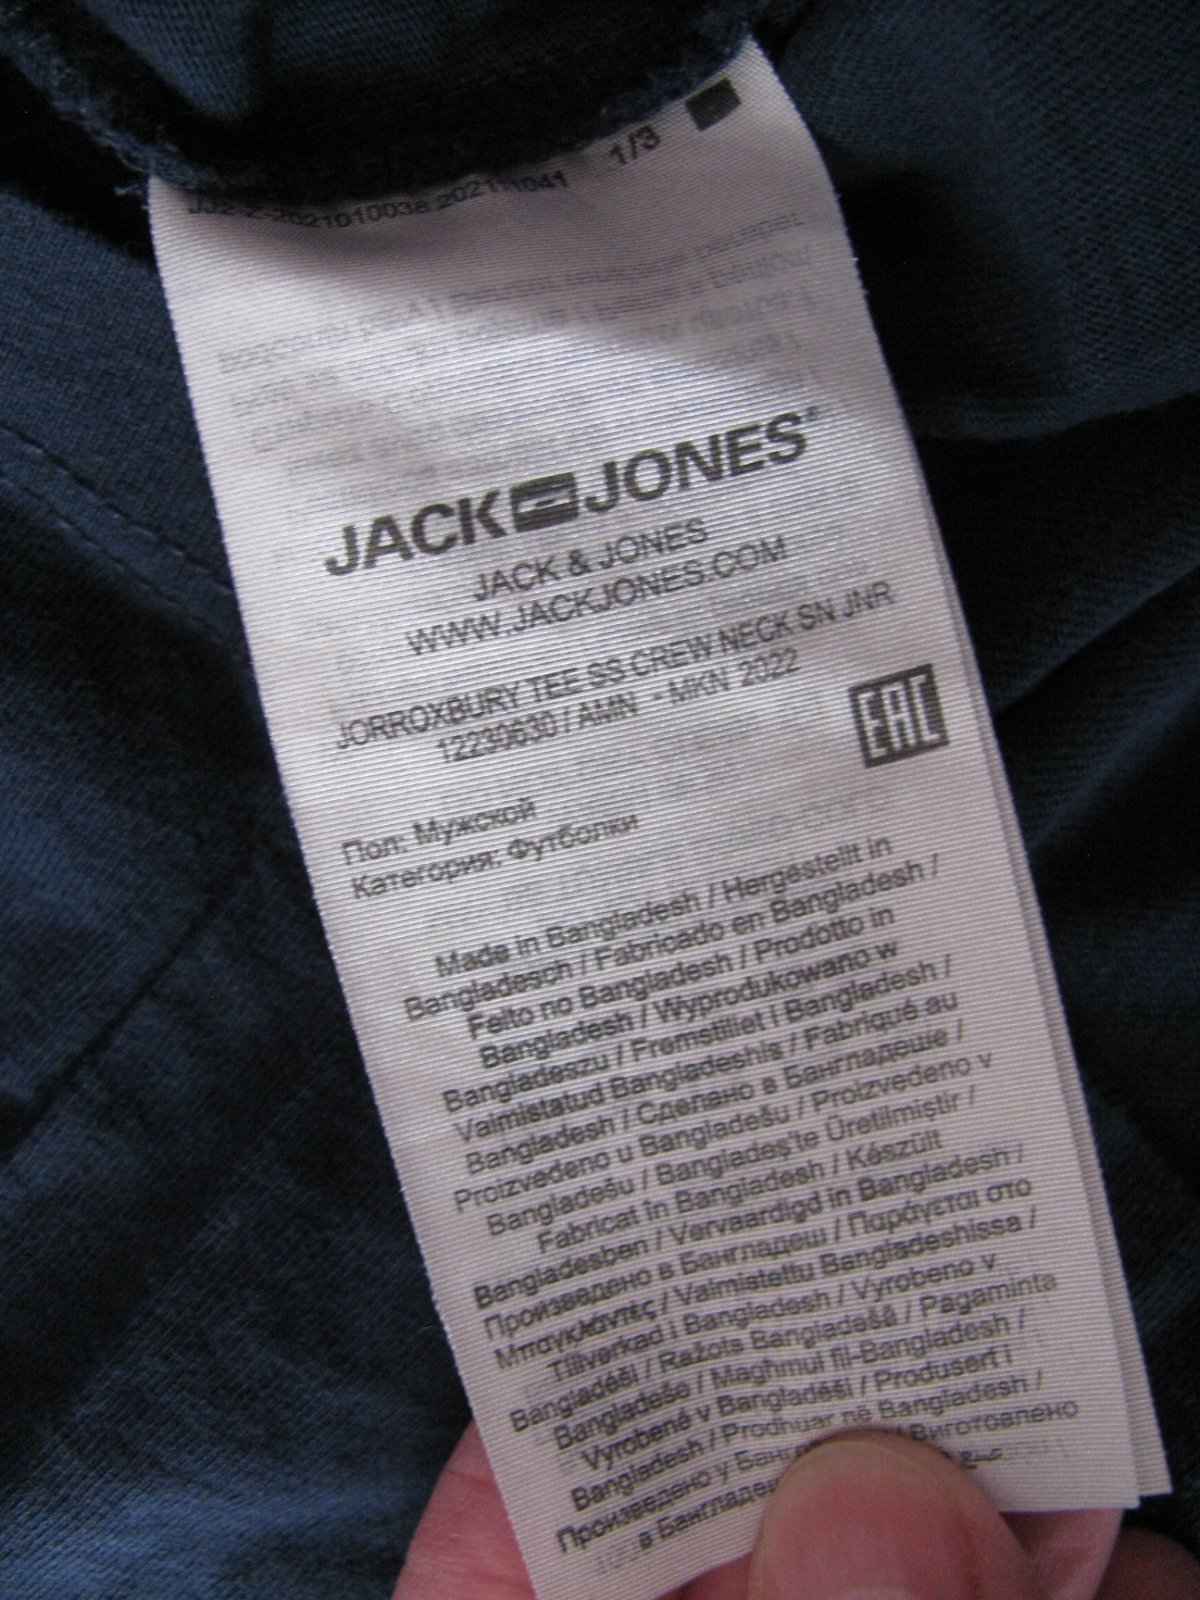 1/3
JACK JONES
JACK & JONES
WWW.JACKJONES.COM
JORROXBURY TEE SS CREW NECK SN JNR
12230630 / AMN - MKN 2022
EAC
Пол: Мужской
Категория: Футболки
Made in Bangladesh / Hergestellt in
Bangladesch / Fabricado en Bangladesh /
Feito no Bangladesh / Prodotto in
Bangladesh / Wyprodukowano w
Bangladeszu / Fremstillet i Bangladesh /
Valmistatud Bangladeshis / Fabriqué au
Bangladesh / Сделано в Бангладеше /
Proizvedeno u Bangladešu / Proizvedeno v
Bangladešu / Bangladeş'te Üretilmiştir /
Fabricat în Bangladesh / Készült
Bangladesben / Vervaardigd in Bangladesh /
Произведено в Бангладеш / Παράγεται στο
Μπαγκλαντές / Valmistettu Bangladeshissa /
Tillverkad i Bangladesh / Vyrobeno v
Bangladéši / Ražots Bangladešā / Pagaminta
Bangladeše / Maghmul fil-Bangladesh /
Vyrobené v Bangladéši / Produsert i
Bangladesh / Prodhuar në Bangladesh /
Произведено у Виготовлено
в